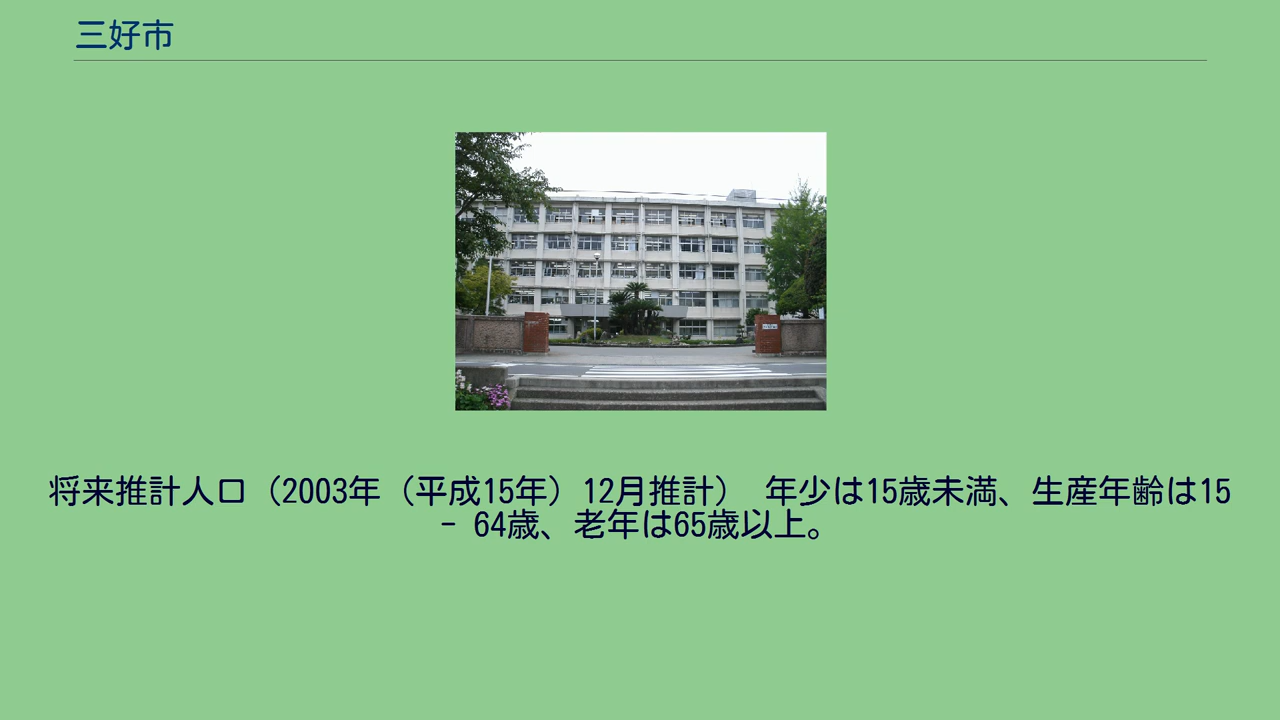 三好市
将来推計人口（2003年（平成15年）12月推計） 年少は15歳未満、生産年齢は15
- 64歳、老年は65歳以上。